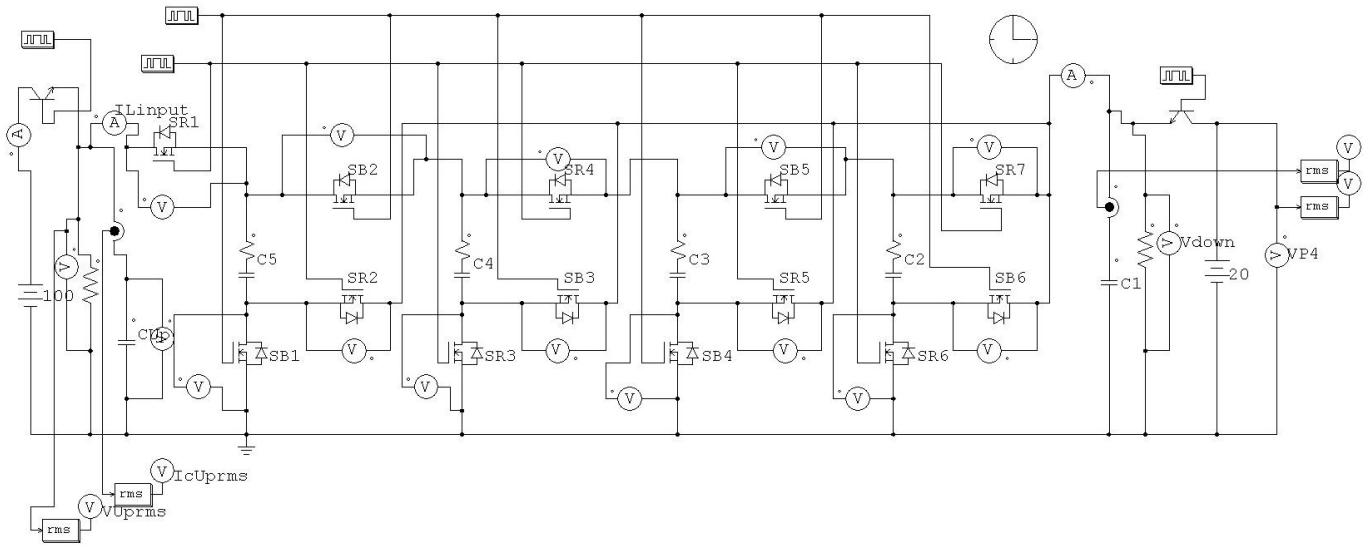 A
ILinput
A
SR1
A
V
V
SB2
V
SR4
V
SB5
V
SR7
V
rms
V
rms
V
100
V
C5
SR2
C4
SB3
C3
SR5
C2
SB6
C1
V
Vdown
20
V
VP4
CUp
V
SB1
V
SR3
V
SB4
V
SR6
V
V
V
V
V
rms
V
IcUprms
rms
V
VUprms